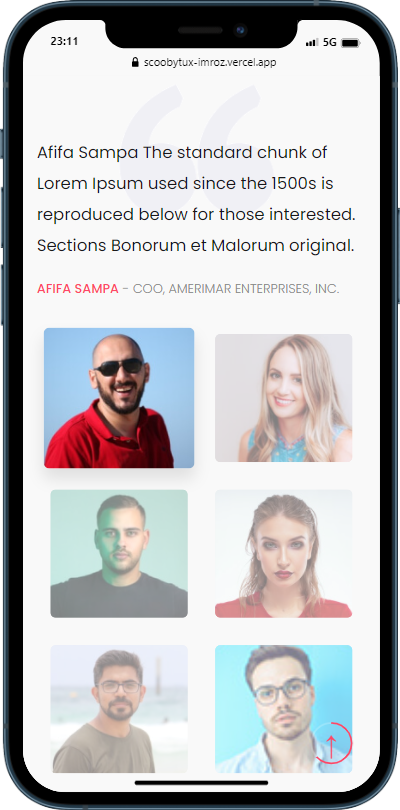 23:11
5G
scoobytux-imroz.vercel.app
Afifa Sampa The standard chunk of
Lorem Ipsum used since the 1500s is
reproduced below for those interested.
Sections Bonorum et Malorum original.
AFIFA SAMPA - COO, AMERIMAR ENTERPRISES, INC.